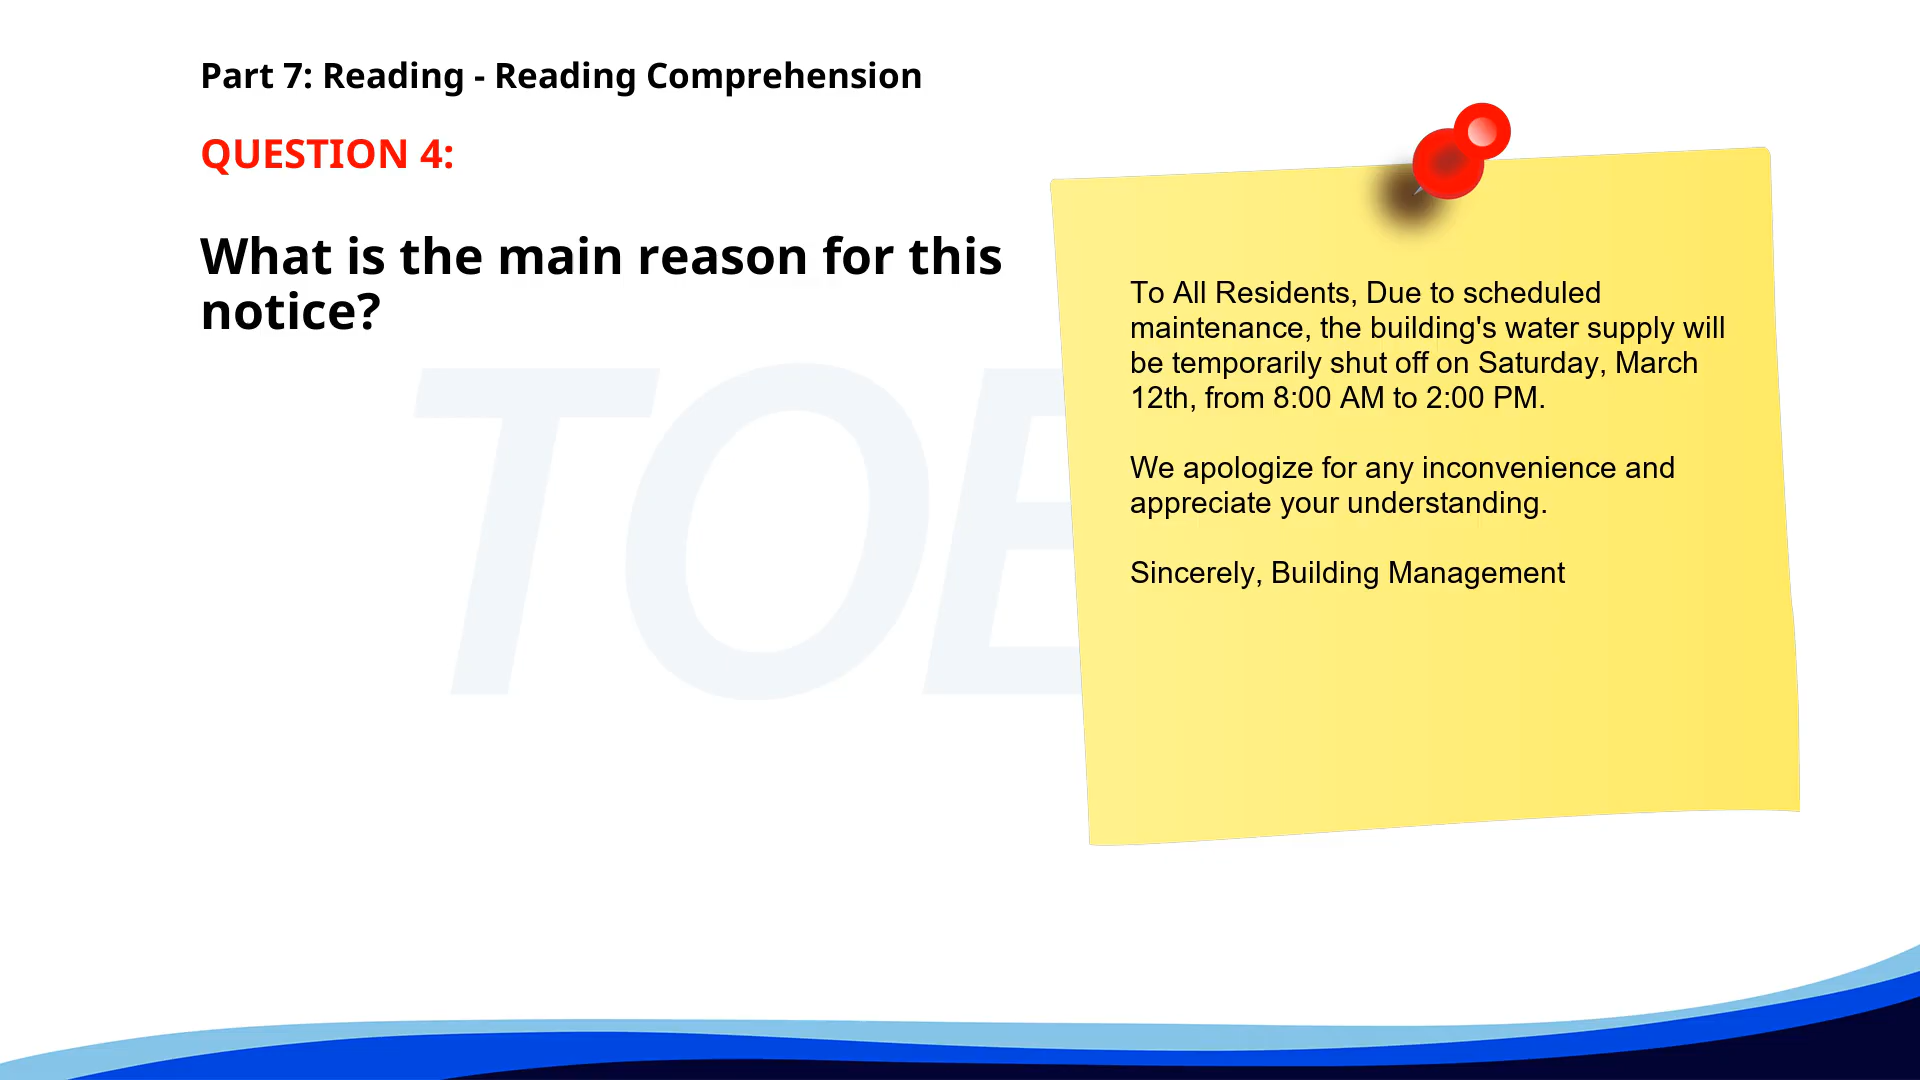 Part 7: Reading - Reading Comprehension
QUESTION 4:
What is the main reason for this
notice?
To All Residents, Due to scheduled
maintenance, the building's water supply will
be temporarily shut off on Saturday, March
12th, from 8:00 AM to 2:00 PM.
We apologize for any inconvenience and
appreciate your understanding.
Sincerely, Building Management
TOE